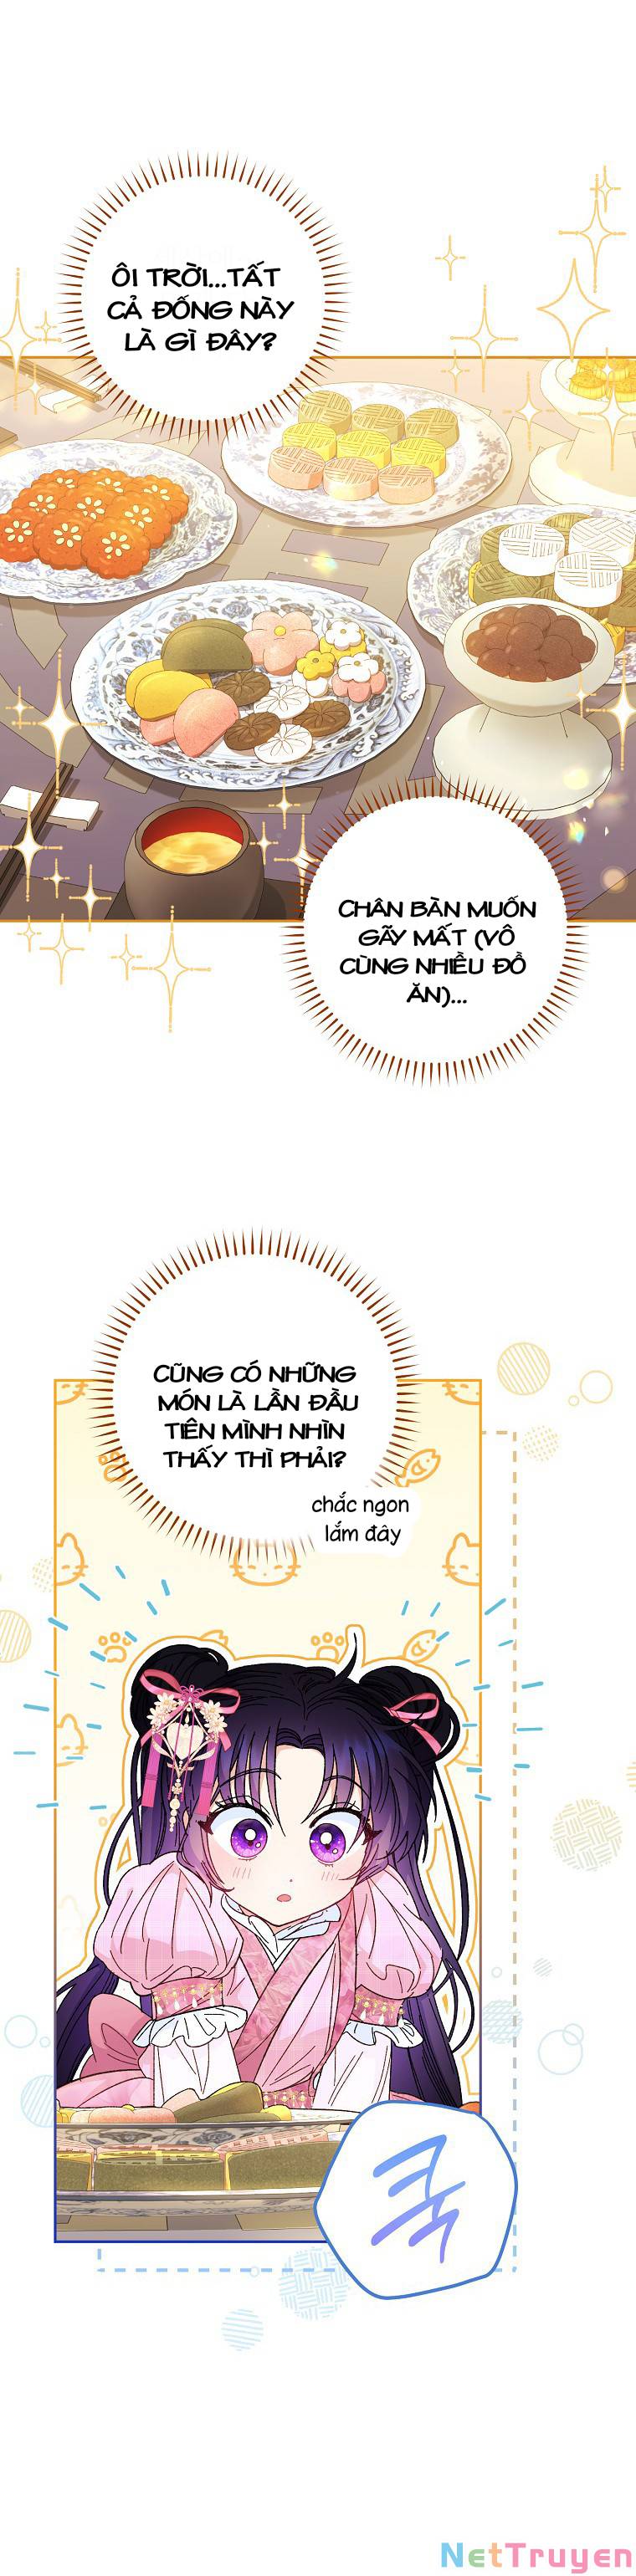 ÔI TRỜI...TẤT
CẢ ĐỐNG NÀY
LÀ GÌ ĐÂY?
CHÂN BÀN MUỐN
GÃY MẤT (VÔ
CÙNG NHIỀU ĐỒ
ĂN)...
CŨNG CÓ NHỮNG
MÓN LÀ LẦN ĐẦU
TIÊN MÌNH NHÌN
THẤY THÌ PHẢI?
chắc ngon
lắm đây
NetTruyen